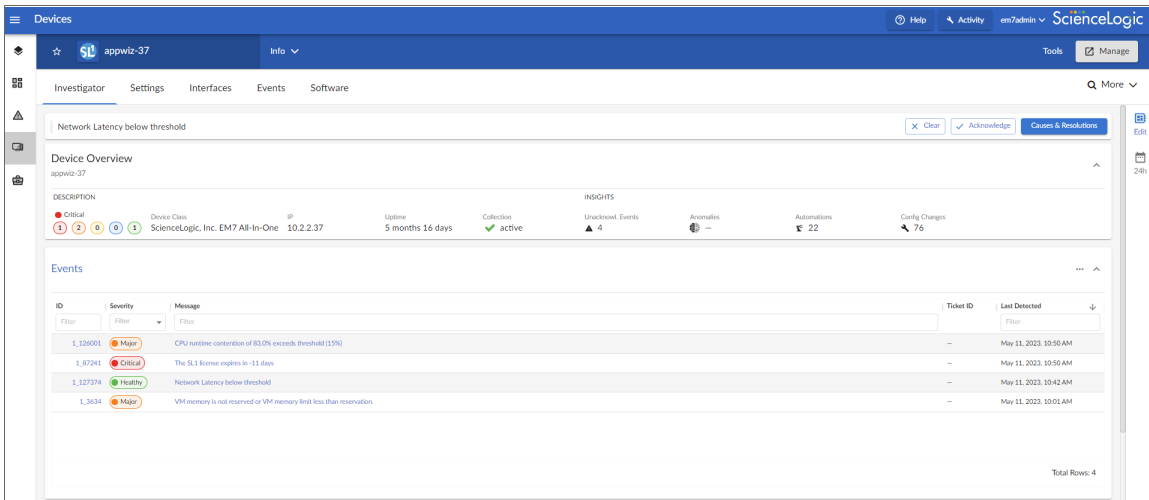 Devices
Help
Activity
em7admin
ScienceLogic
SL1 appwiz-37
Info
Tools
Manage
Investigator
Settings
Interfaces
Events
Software
More
Network Latency below threshold
Clear
Acknowledge
Causes & Resolutions
Edit
24h
Device Overview
appwiz-37
DESCRIPTION
INSIGHTS
Critical
Device Class
IP
Uptime
Collection
Unacknowl. Events
Anomalies
Automations
Config Changes
1 2 0 0 1
ScienceLogic, Inc. EM7 All-In-One
10.2.2.37
5 months 16 days
active
4
—
22
76
Events
ID
Severity
Message
Ticket ID
Last Detected
Filter
Filter
Filter
Filter
1_126001 Major CPU runtime contention of 83.0% exceeds threshold (15%) — May 11, 2023, 10:50 AM
1_87241 Critical The SL1 license expires in -11 days — May 11, 2023, 10:50 AM
1_127374 Healthy Network Latency below threshold — May 11, 2023, 10:42 AM
1_3634 Major VM memory is not reserved or VM memory limit less than reservation. — May 11, 2023, 10:01 AM
Total Rows: 4